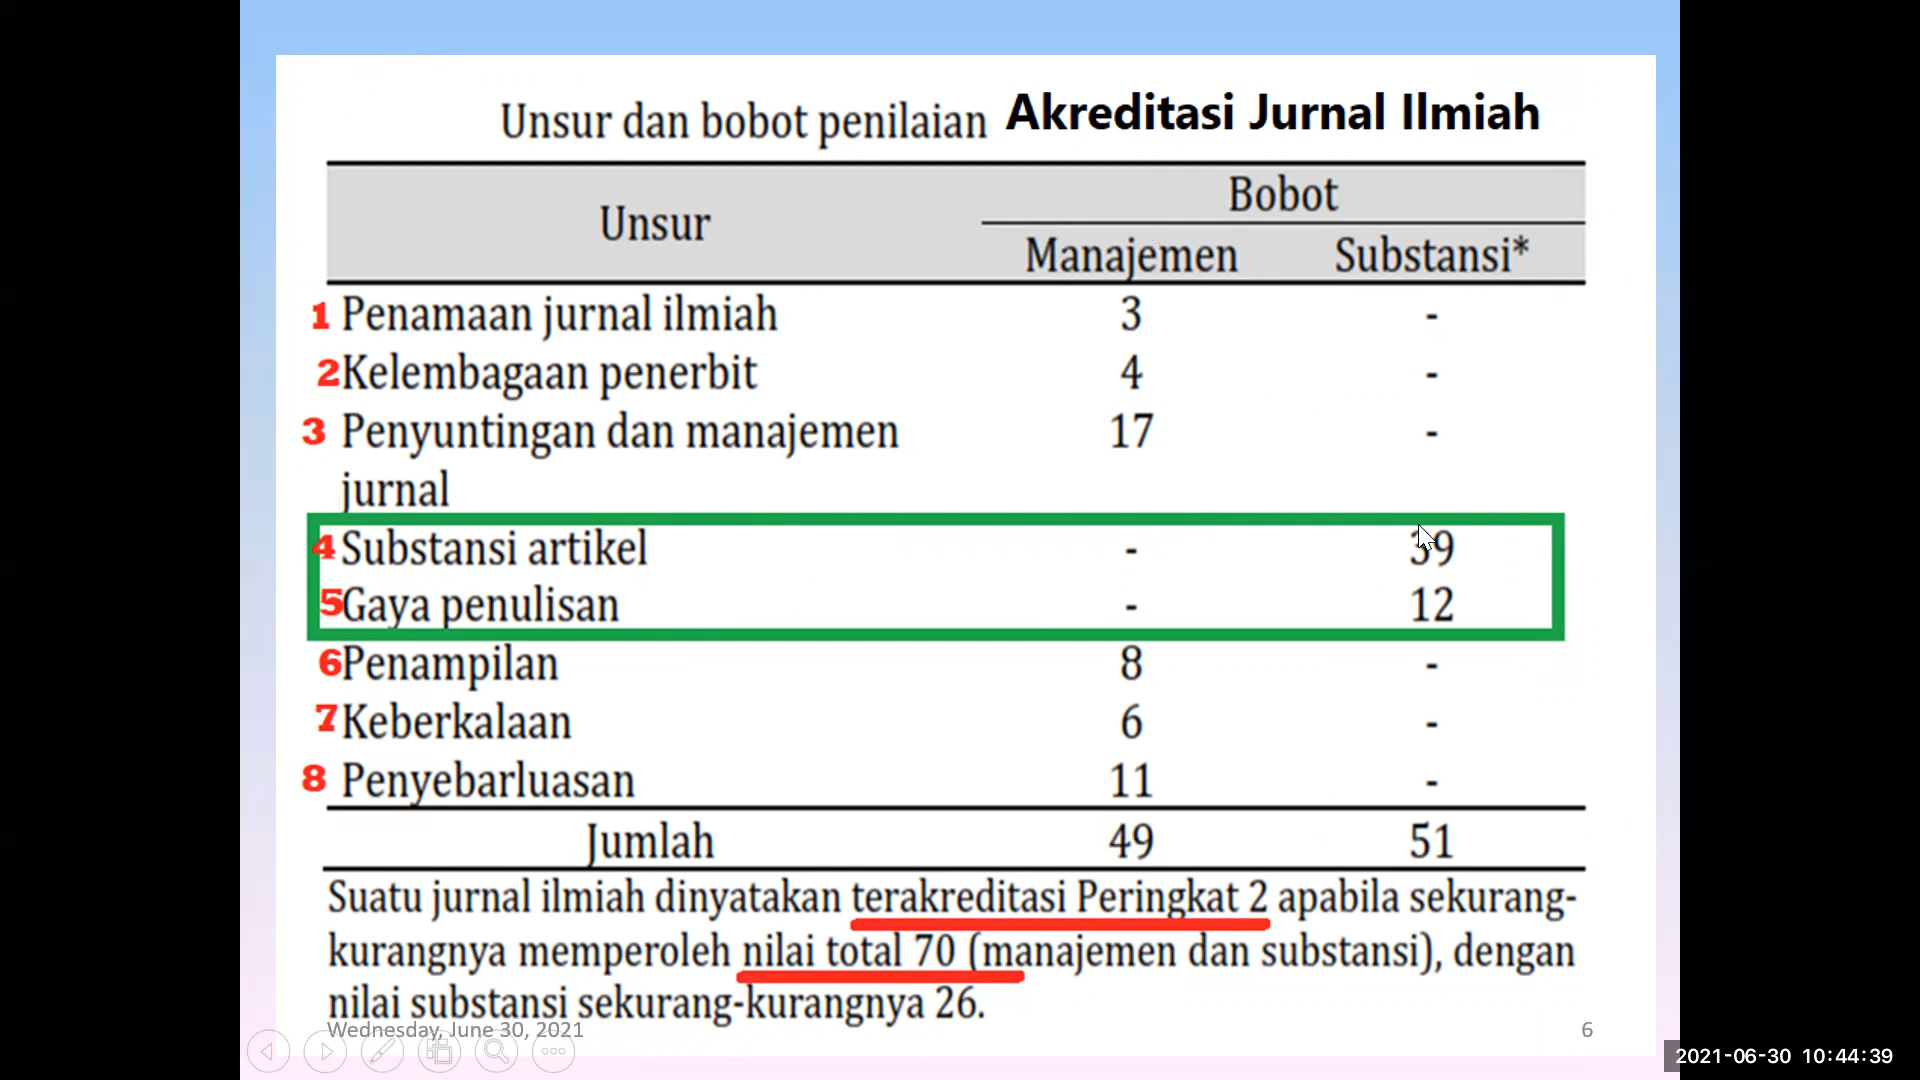 Unsur dan bobot penilaian Akreditasi Jurnal Ilmiah
Bobot
Unsur
Manajemen Substansi*
1 Penamaan jurnal ilmiah 3 -
2 Kelembagaan penerbit 4 -
3 Penyuntingan dan manajemen 17 -
jurnal
4 Substansi artikel - 39
5 Gaya penulisan - 12
6 Penampilan 8 -
7 Keberkalaan 6 -
8 Penyebarluasan 11 -
Jumlah 49 51
Suatu jurnal ilmiah dinyatakan terakreditasi Peringkat 2 apabila sekurang-
kurangnya memperoleh nilai total 70 (manajemen dan substansi), dengan
nilai substansi sekurang-kurangnya 26.
Wednesday, June 30, 2021 6
2021-06-30 10:44:39